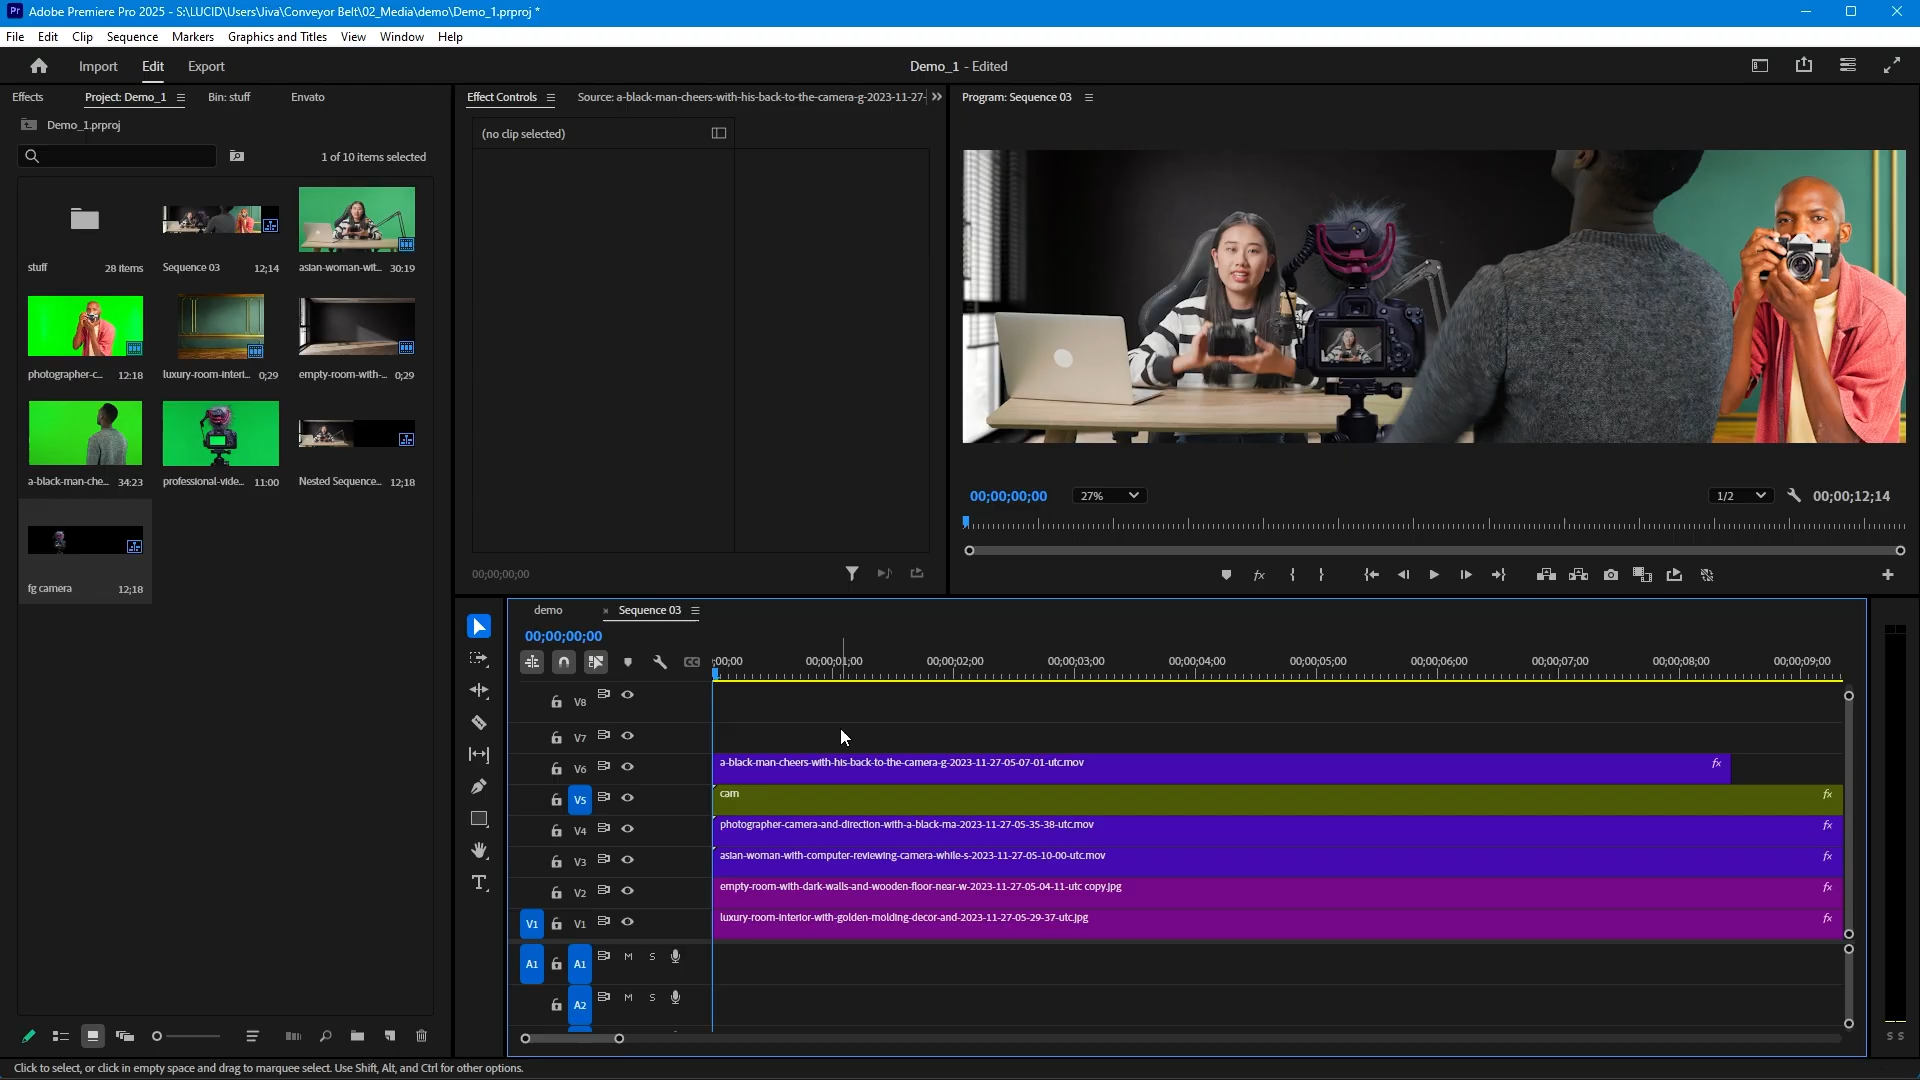 Adobe Premiere Pro 2025 - S:\LUCID\Users\Jiva\Conveyor Belt\02_Media\demo\Demo_1.prproj *
File Edit Clip Sequence Markers Graphics and Titles View Window Help
Import Edit Export
Demo_1 - Edited
Effects Project: Demo_1 Bin: stuff Envato
Demo_1.prproj
1 of 10 items selected
stuff 28 items
Sequence 03 12;14
asian-woman-wit... 30:19
photographer-c... 12:18
luxury-room-interi... 0;29
empty-room-with-... 0;29
a-black-man-che... 34:23
professional-vide... 11:00
Nested Sequence... 12;18
fg camera 12;18
Effect Controls Source: a-black-man-cheers-with-his-back-to-the-camera-g-2023-11-27-
(no clip selected)
00;00;00;00
Program: Sequence 03
00;00;00;00 27% 1/2 00;00;12;14
demo × Sequence 03
00;00;00;00
;00;00 00;00;01;00 00;00;02;00 00;00;03;00 00;00;04;00 00;00;05;00 00;00;06;00 00;00;07;00 00;00;08;00 00;00;09;00
V8
V7
V6 a-black-man-cheers-with-his-back-to-the-camera-g-2023-11-27-05-07-01-utc.mov fx
V5 cam fx
V4 photographer-camera-and-direction-with-a-black-ma-2023-11-27-05-35-38-utc.mov fx
V3 asian-woman-with-computer-reviewing-camera-while-s-2023-11-27-05-10-00-utc.mov fx
V2 empty-room-with-dark-walls-and-wooden-floor-near-w-2023-11-27-05-04-11-utc copy.jpg fx
V1 V1 luxury-room-interior-with-golden-molding-decor-and-2023-11-27-05-29-37-utc.jpg fx
A1 A1 M S
A2 M S
S S
Click to select, or click in empty space and drag to marquee select. Use Shift, Alt, and Ctrl for other options.